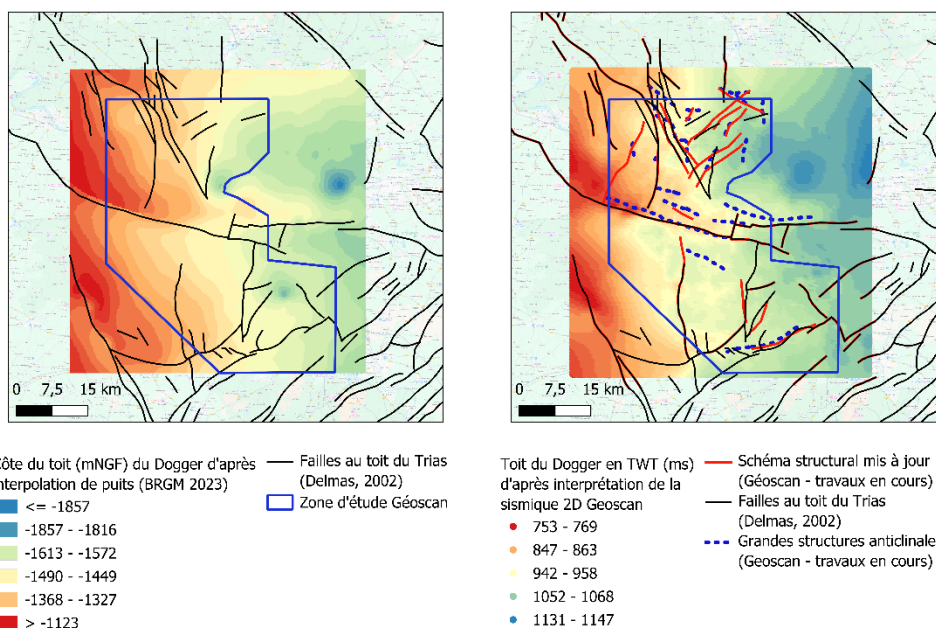 0 7,5 15 km
0 7,5 15 km
Côte du toit (mNGF) du Dogger d'après
interpolation de puits (BRGM 2023)
<= -1857
-1857 - -1816
-1613 - -1572
-1490 - -1449
-1368 - -1327
> -1123
Failles au toit du Trias
(Delmas, 2002)
Zone d'étude Géoscan
Toit du Dogger en TWT (ms)
d'après interprétation de la
sismique 2D Geoscan
753 - 769
847 - 863
942 - 958
1052 - 1068
1131 - 1147
Schéma structural mis à jour
(Géoscan - travaux en cours)
Failles au toit du Trias
(Delmas, 2002)
Grandes structures anticlinale
(Geoscan - travaux en cours)